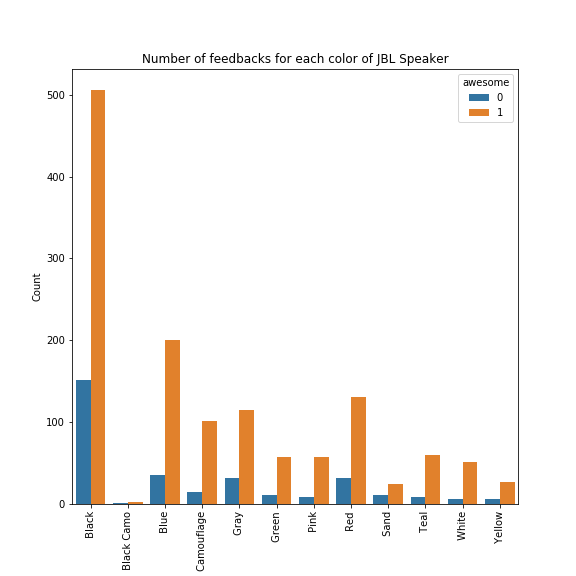 Number of feedbacks for each color of JBL Speaker
awesome
0
1
500
400
300
200
100
0
Count
Black
Black Camo
Blue
Camouflage
Gray
Green
Pink
Red
Sand
Teal
White
Yellow